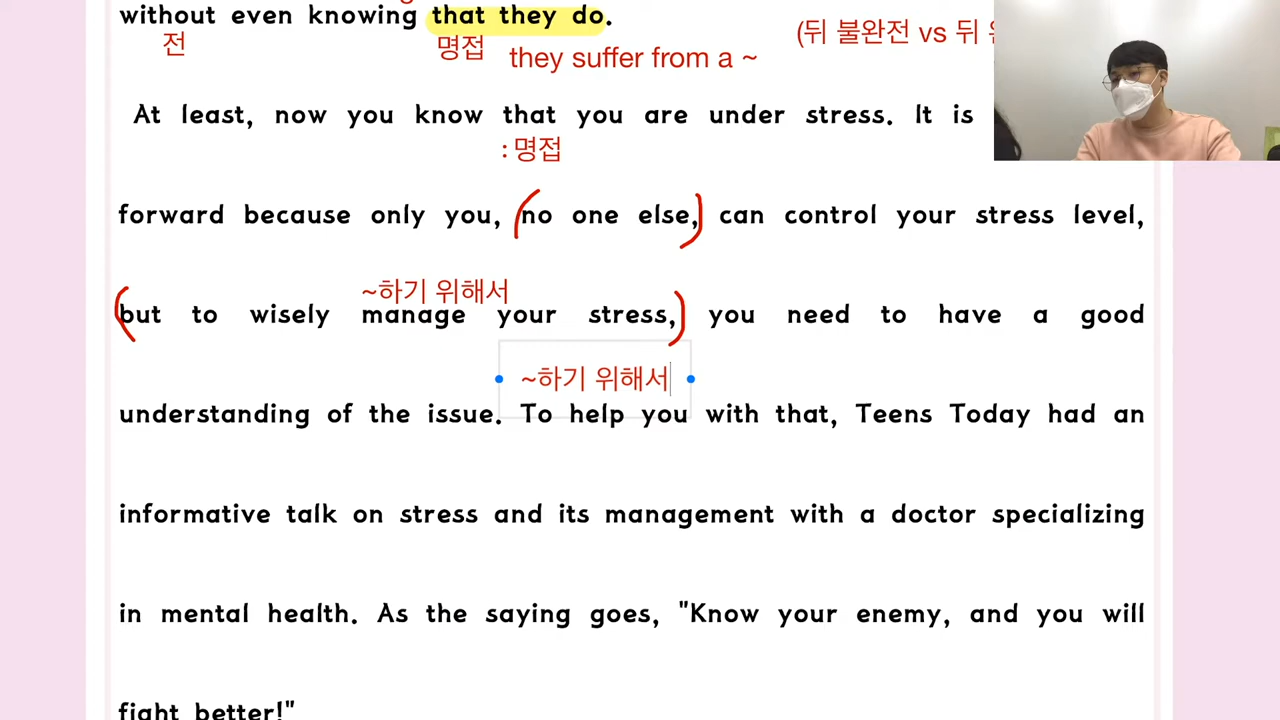 without even knowing that they do.
전
명접
they suffer from a ~
(뒤 불완전 vs 뒤
At least, now you know that you are under stress. It is
: 명접
forward because only you, (no one else,) can control your stress level,
~하기 위해서
(but to wisely manage your stress,) you need to have a good
~하기 위해서
understanding of the issue. To help you with that, Teens Today had an
informative talk on stress and its management with a doctor specializing
in mental health. As the saying goes, "Know your enemy, and you will
fight better!"